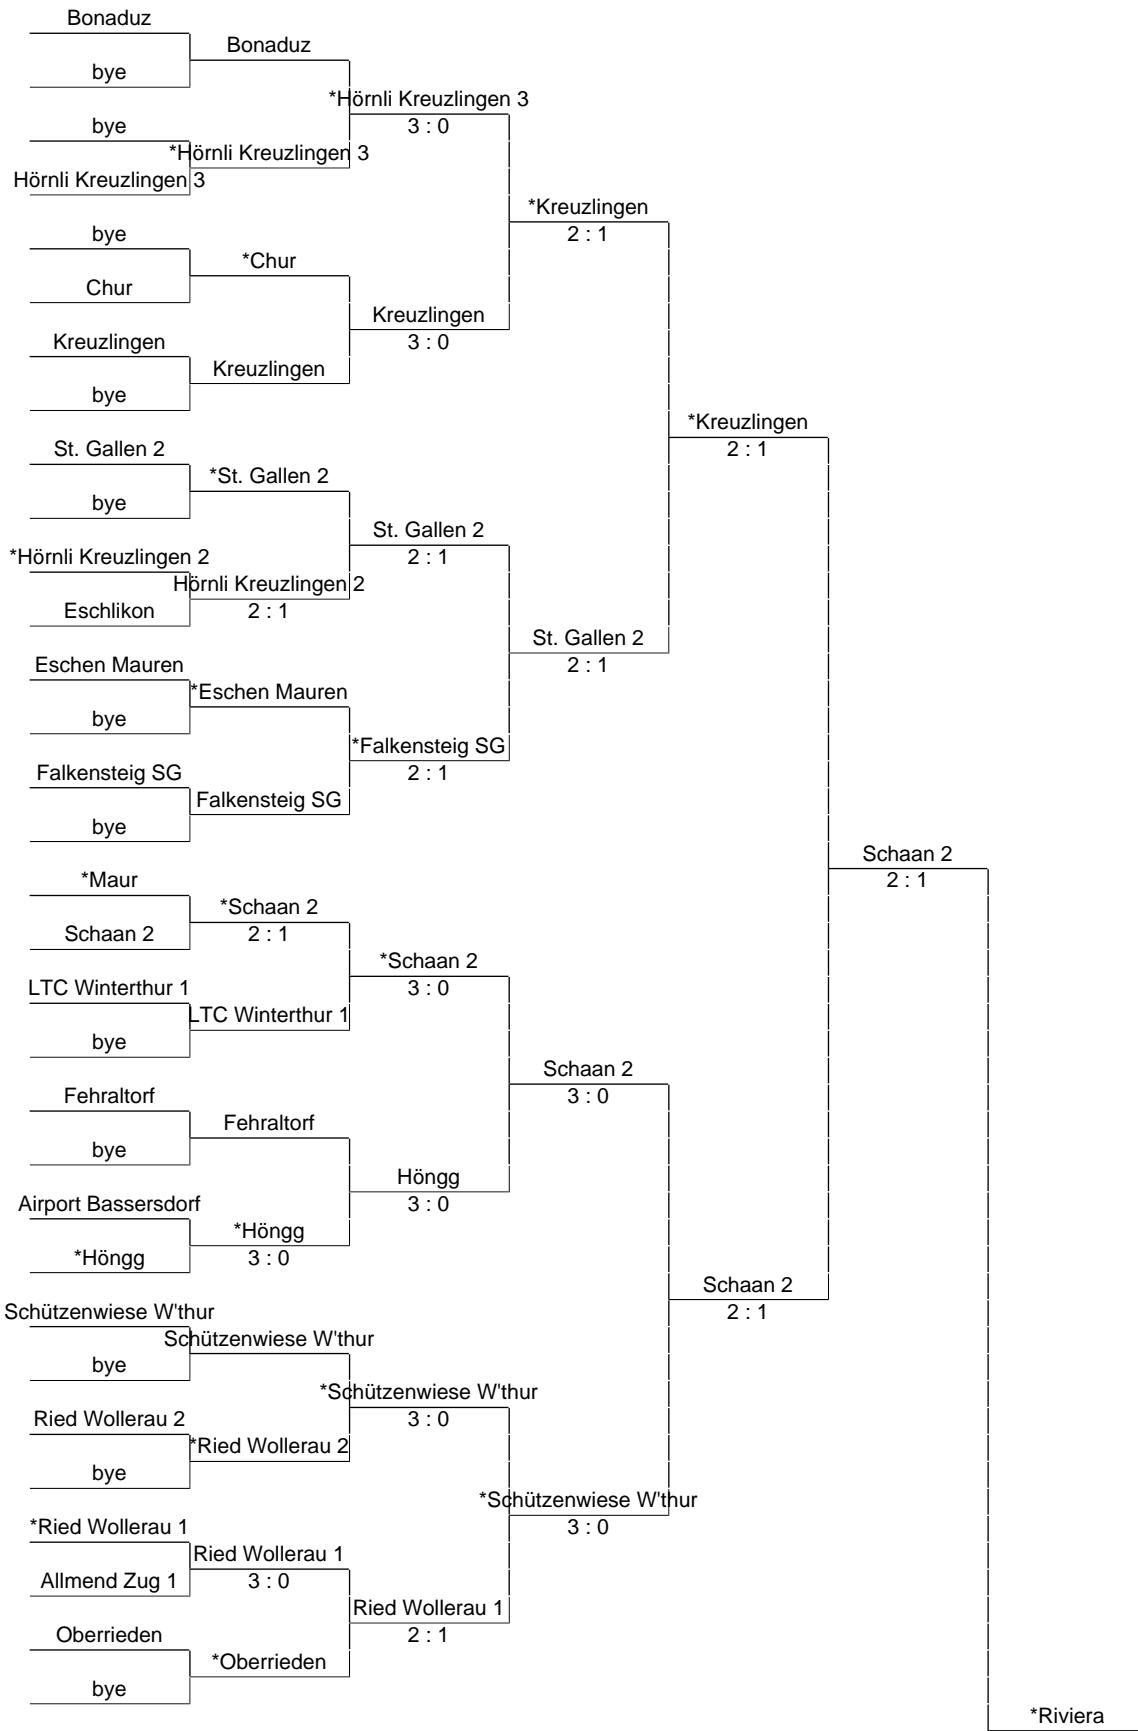 Bonaduz
Bonaduz
bye
*Hörnli Kreuzlingen 3
bye
3 : 0
*Hörnli Kreuzlingen 3
Hörnli Kreuzlingen 3
*Kreuzlingen
bye
2 : 1
*Chur
Chur
Kreuzlingen
Kreuzlingen
3 : 0
Kreuzlingen
bye
*Kreuzlingen
St. Gallen 2
2 : 1
*St. Gallen 2
bye
St. Gallen 2
*Hörnli Kreuzlingen 2
2 : 1
Hörnli Kreuzlingen 2
Eschlikon
2 : 1
St. Gallen 2
Eschen Mauren
2 : 1
*Eschen Mauren
bye
*Falkensteig SG
Falkensteig SG
2 : 1
Falkensteig SG
bye
Schaan 2
*Maur
2 : 1
*Schaan 2
Schaan 2
2 : 1
*Schaan 2
LTC Winterthur 1
3 : 0
LTC Winterthur 1
bye
Schaan 2
Fehraltorf
3 : 0
Fehraltorf
bye
Höngg
Airport Bassersdorf
3 : 0
*Höngg
*Höngg
3 : 0
Schaan 2
Schützenwiese W'thur
2 : 1
Schützenwiese W'thur
bye
*Schützenwiese W'thur
Ried Wollerau 2
3 : 0
*Ried Wollerau 2
bye
*Schützenwiese W'thur
*Ried Wollerau 1
3 : 0
Ried Wollerau 1
Allmend Zug 1
3 : 0
Ried Wollerau 1
Oberrieden
2 : 1
*Oberrieden
bye
*Riviera